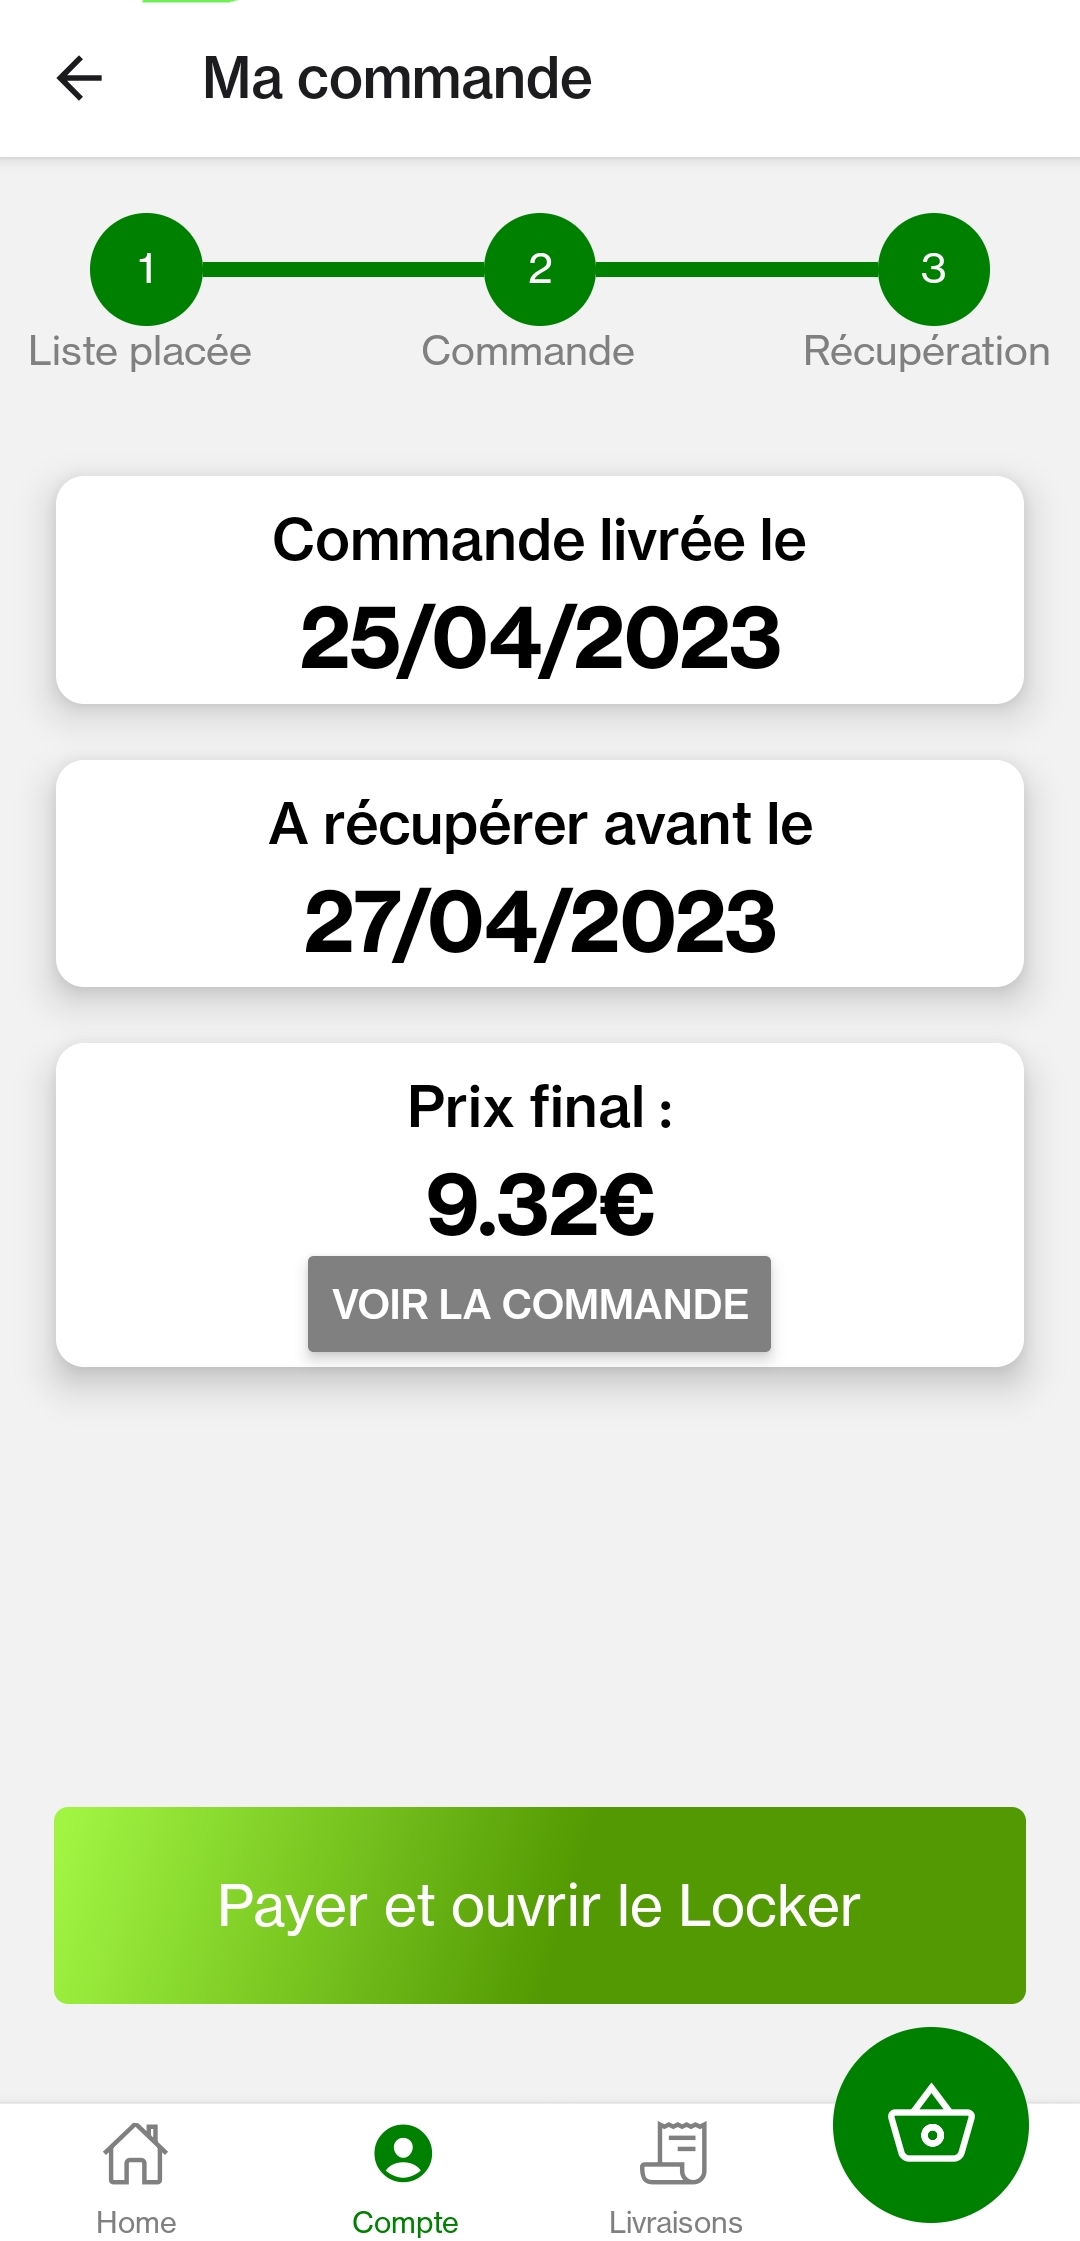 Ma commande
1 2 3
Liste placée Commande Récupération
Commande livrée le
25/04/2023
A récupérer avant le
27/04/2023
Prix final :
9.32€
VOIR LA COMMANDE
Payer et ouvrir le Locker
Home Compte Livraisons